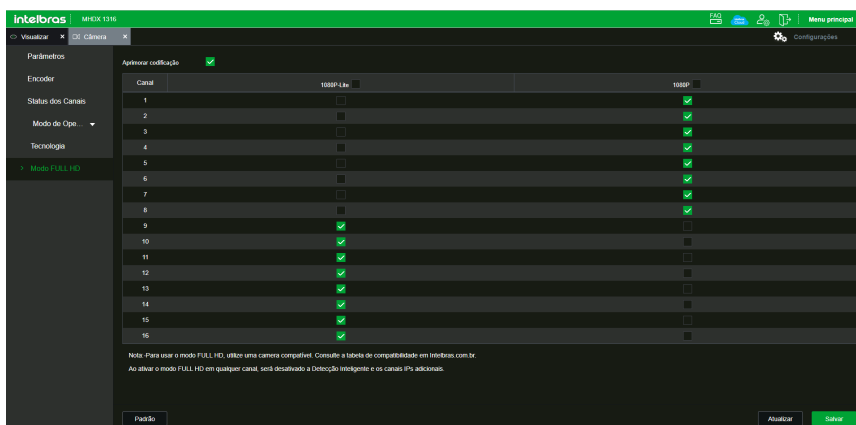 intelbras MHDX 1316 FAQ Menu principal
Visualizar × Câmera × Configurações
Parâmetros
Encoder
Status dos Canais
Modo de Ope...
Tecnologia
Modo FULL HD
Aprimorar codificação
Canal 1080P-Lite 1080P
1
2
3
4
5
6
7
8
9
10
11
12
13
14
15
16
Nota:-Para usar o modo FULL HD, utilize uma camera compatível. Consulte a tabela de compatibilidade em Intelbras.com.br.
Ao ativar o modo FULL HD em qualquer canal, será desativado a Detecção Inteligente e os canais IPs adicionais.
Padrão Atualizar Salvar